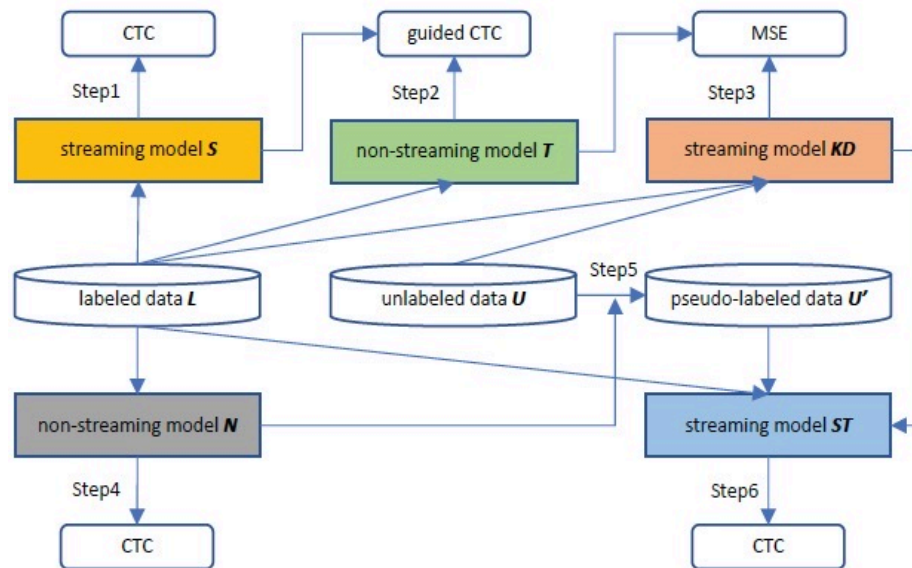 CTC
guided CTC
MSE
Step1
Step2
Step3
streaming model S
non-streaming model T
streaming model KD
Step5
labeled data L
unlabeled data U
pseudo-labeled data U'
non-streaming model N
streaming model ST
Step4
Step6
CTC
CTC